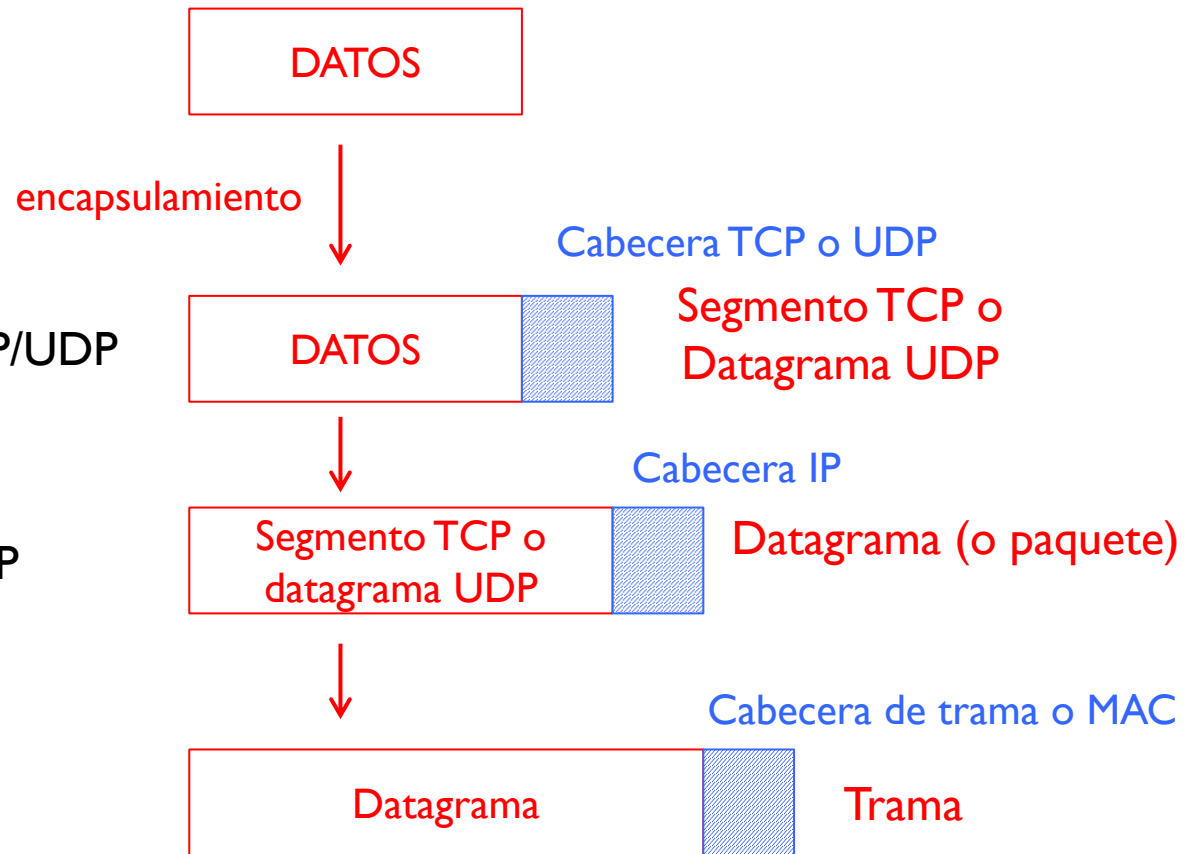 DATOS
encapsulamiento
Cabecera TCP o UDP
P/UDP
DATOS
Segmento TCP o
Datagrama UDP
Cabecera IP
P
Segmento TCP o
datagrama UDP
Datagrama (o paquete)
Cabecera de trama o MAC
Datagrama
Trama